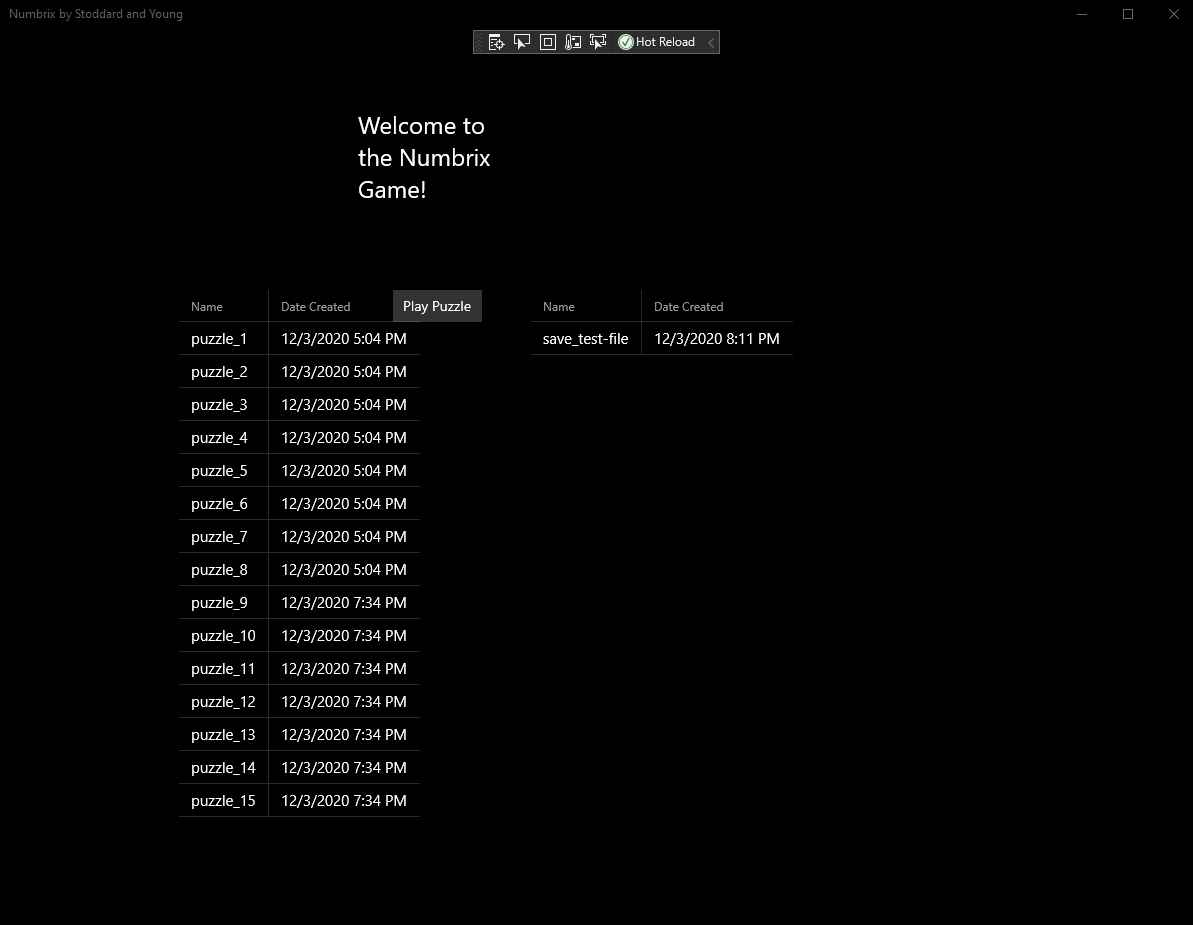 Numbrix by Stoddard and Young
Hot Reload
Welcome to
the Numbrix
Game!
Name Date Created Play Puzzle
puzzle_1 12/3/2020 5:04 PM
puzzle_2 12/3/2020 5:04 PM
puzzle_3 12/3/2020 5:04 PM
puzzle_4 12/3/2020 5:04 PM
puzzle_5 12/3/2020 5:04 PM
puzzle_6 12/3/2020 5:04 PM
puzzle_7 12/3/2020 5:04 PM
puzzle_8 12/3/2020 5:04 PM
puzzle_9 12/3/2020 7:34 PM
puzzle_10 12/3/2020 7:34 PM
puzzle_11 12/3/2020 7:34 PM
puzzle_12 12/3/2020 7:34 PM
puzzle_13 12/3/2020 7:34 PM
puzzle_14 12/3/2020 7:34 PM
puzzle_15 12/3/2020 7:34 PM
Name Date Created
save_test-file 12/3/2020 8:11 PM